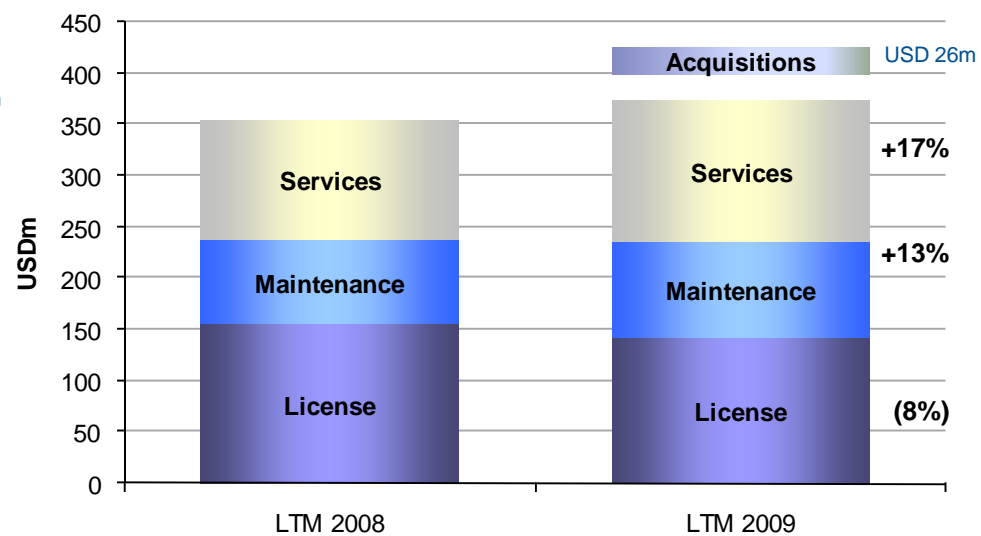 450
400
350
300
250
200
150
100
50
0
USDm
Services
Maintenance
License
LTM 2008
Acquisitions
USD 26m
Services
+17%
Maintenance
+13%
License
(8%)
LTM 2009